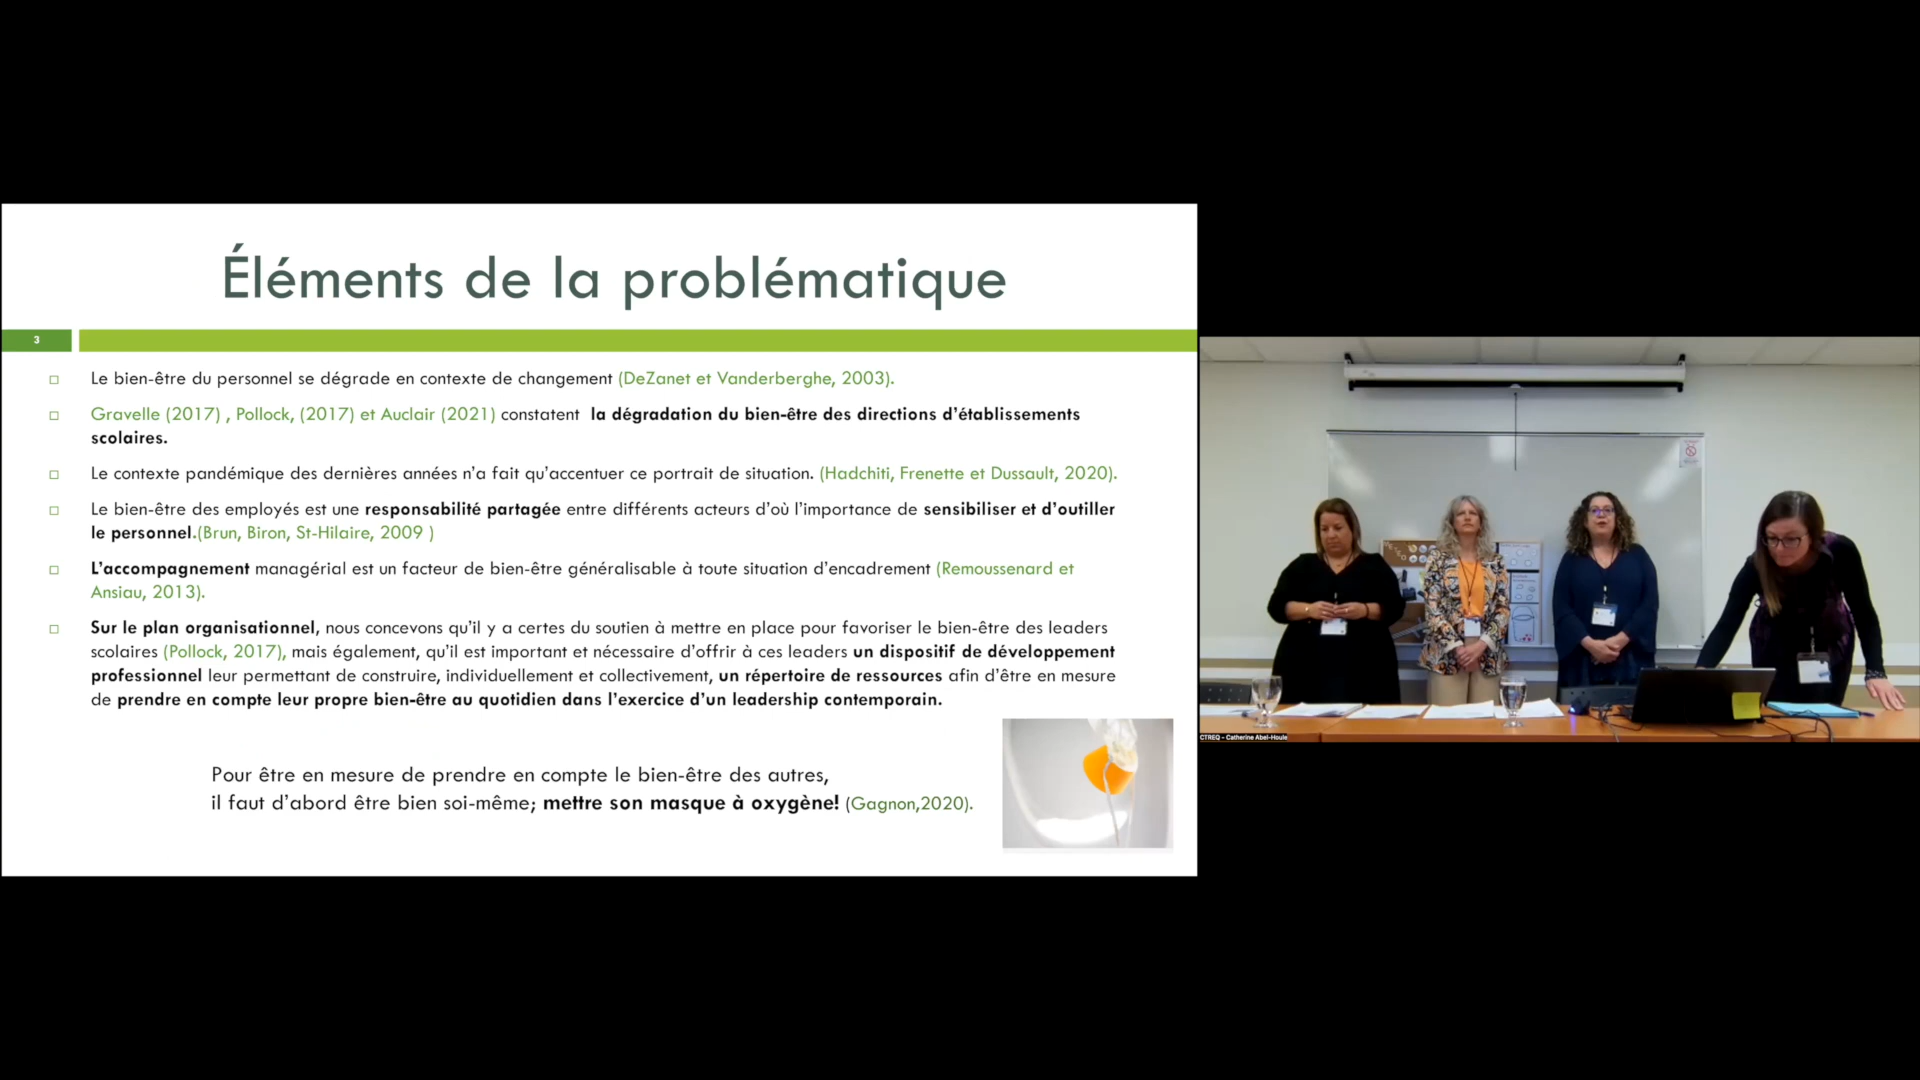 Éléments de la problématique
3
Le bien-être du personnel se dégrade en contexte de changement (DeZanet et Vanderberghe, 2003).
Gravelle (2017) , Pollock, (2017) et Auclair (2021) constatent la dégradation du bien-être des directions d'établissements
scolaires.
Le contexte pandémique des dernières années n'a fait qu'accentuer ce portrait de situation. (Hadchiti, Frenette et Dussault, 2020).
Le bien-être des employés est une responsabilité partagée entre différents acteurs d'où l'importance de sensibiliser et d'outiller
le personnel.(Brun, Biron, St-Hilaire, 2009 )
L'accompagnement managérial est un facteur de bien-être généralisable à toute situation d'encadrement (Remoussenard et
Ansiau, 2013).
Sur le plan organisationnel, nous concevons qu'il y a certes du soutien à mettre en place pour favoriser le bien-être des leaders
scolaires (Pollock, 2017), mais également, qu'il est important et nécessaire d'offrir à ces leaders un dispositif de développement
professionnel leur permettant de construire, individuellement et collectivement, un répertoire de ressources afin d'être en mesure
de prendre en compte leur propre bien-être au quotidien dans l'exercice d'un leadership contemporain.
Pour être en mesure de prendre en compte le bien-être des autres,
il faut d'abord être bien soi-même; mettre son masque à oxygène! (Gagnon,2020).
CTREQ - Catherine Abel-Houle